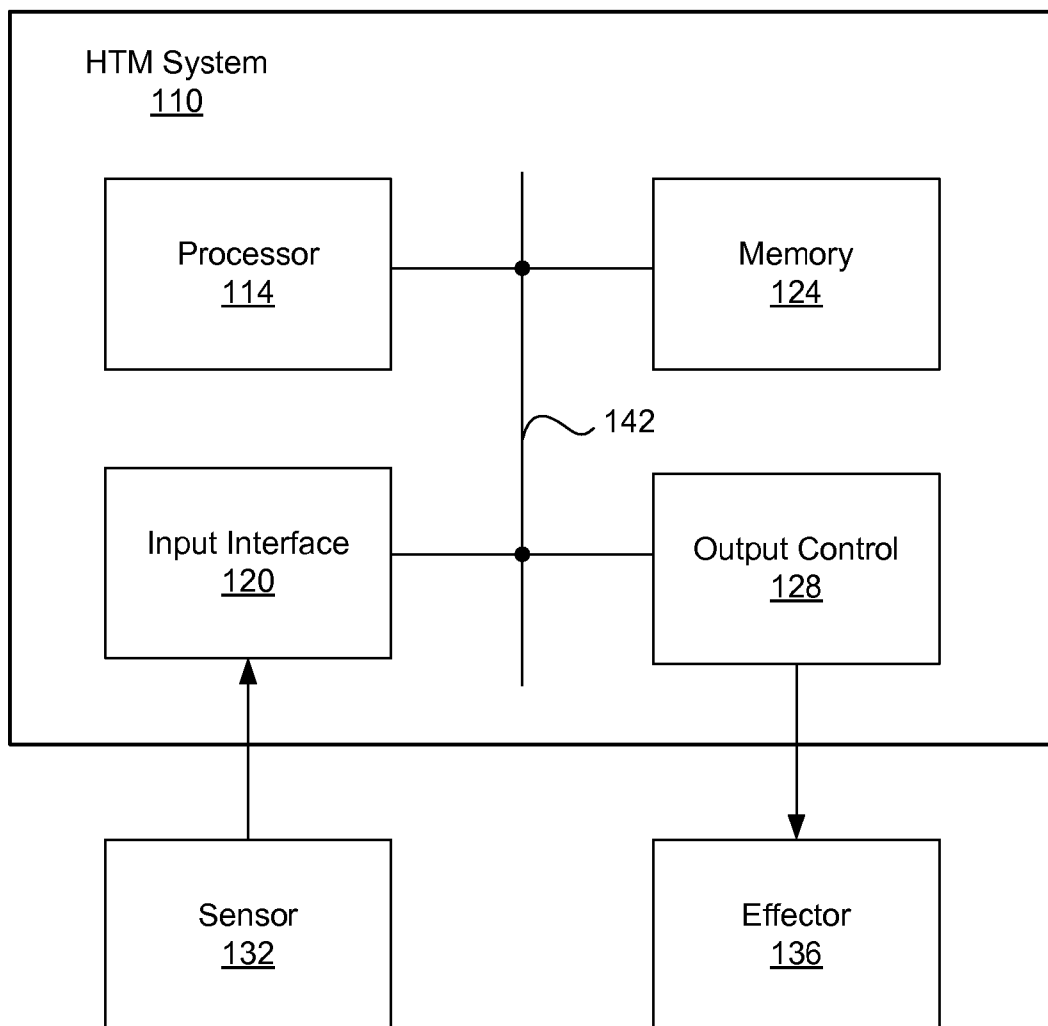 HTM System
110
Processor
114
Memory
124
142
Input Interface
120
Output Control
128
Sensor
132
Effector
136